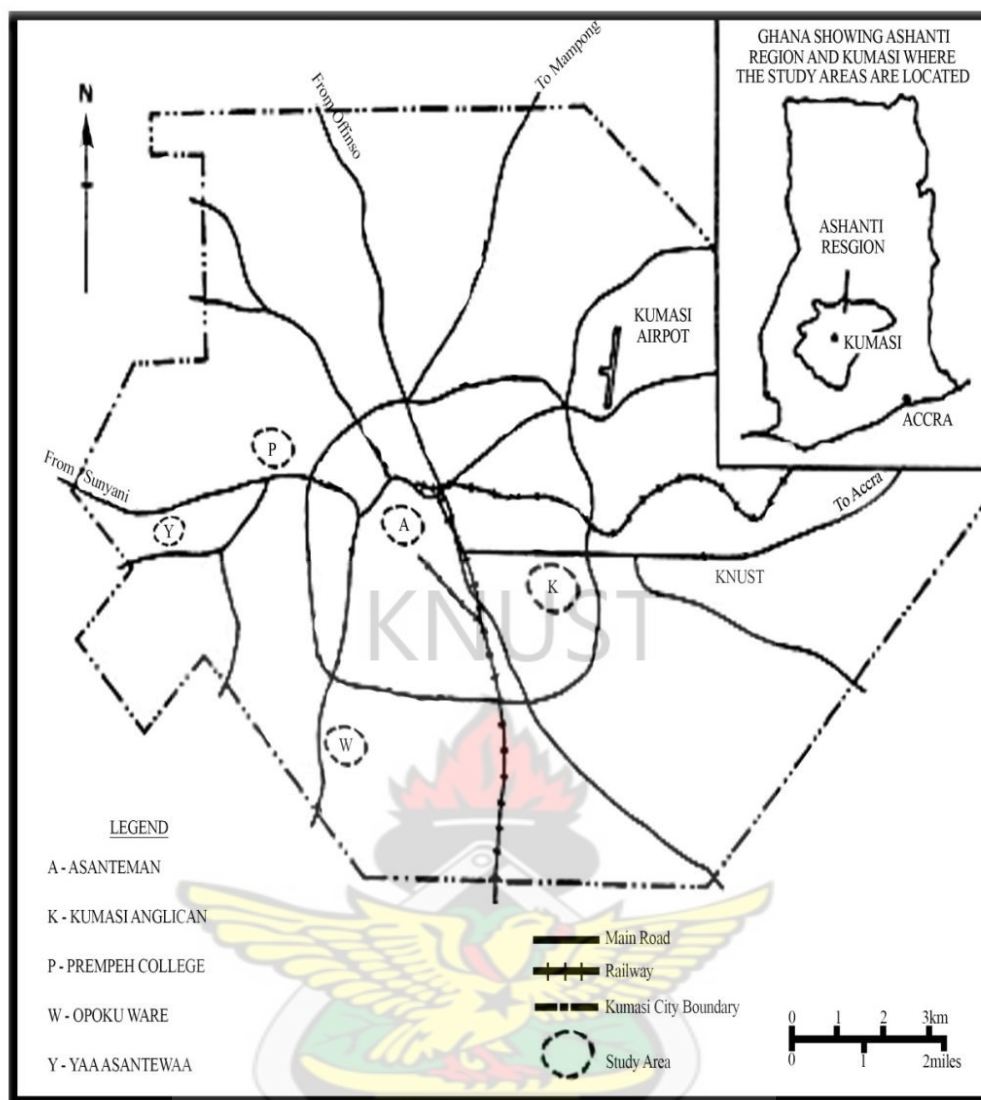 GHANA SHOWING ASHANTI
REGION AND KUMASI WHERE
THE STUDY AREAS ARE LOCATED
N
From Offinso
To Mampong
ASHANTI
RESGION
KUMASI
AIRPOT
KUMASI
ACCRA
P
From Sunyani
Y
A
To Accra
KNUST
K
KNUST
W
LEGEND
A - ASANTEMAN
K - KUMASI ANGLICAN
P - PREMPEH COLLEGE
W - OPOKU WARE
Y - YAA ASANTEWAA
Main Road
Railway
Kumasi City Boundary
Study Area
0 1 2 3km
0 1 2miles